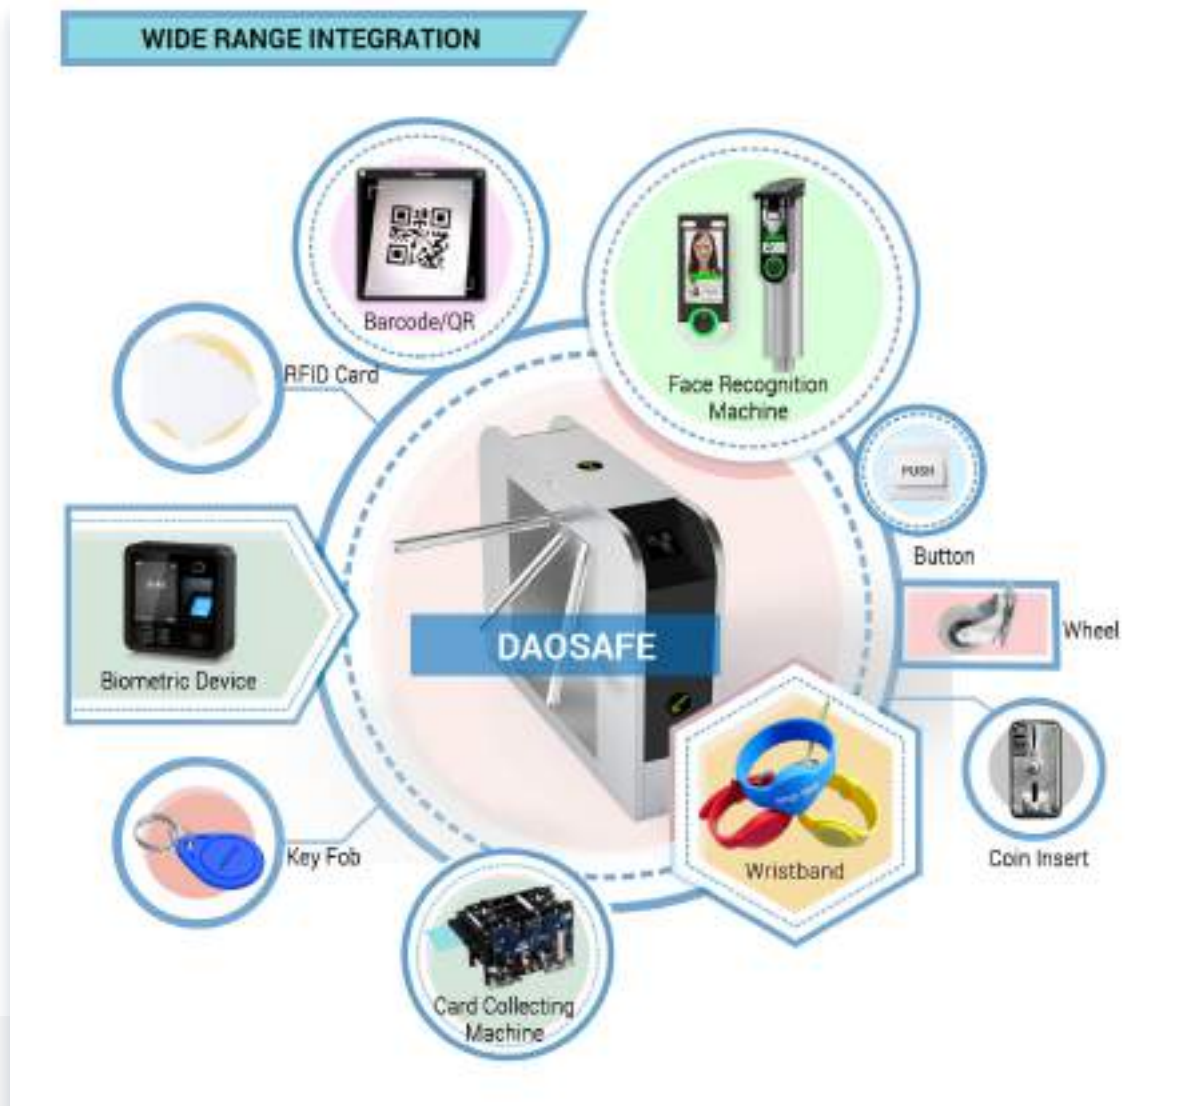 WIDE RANGE INTEGRATION
Barcode/QR
Face Recognition
Machine
RFID Card
PUSH
Button
Biometric Device
DAOSAFE
Wheel
Wristband
Coin Insert
Key Fob
Card Collecting
Machine